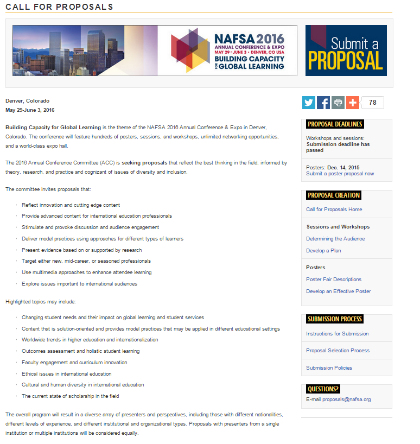 CALL FOR PROPOSALS
NAFSA 2016
ANNUAL CONFERENCE & EXPO
MAY 29 - JUNE 3 · DENVER, CO USA
BUILDING CAPACITY
FOR GLOBAL LEARNING
Submit a
PROPOSAL
Denver, Colorado
May 29-June 3, 2016
Building Capacity for Global Learning is the theme of the NAFSA 2016 Annual Conference & Expo in Denver,
Colorado. The conference will feature hundreds of posters, sessions, and workshops, unlimited networking opportunities,
and a world-class expo hall.
The 2016 Annual Conference Committee (ACC) is seeking proposals that reflect the best thinking in the field, informed by
theory, research, and practice and cognizant of issues of diversity and inclusion.
The committee invites proposals that:
· Reflect innovation and cutting edge content
· Provide advanced content for international education professionals
· Stimulate and provoke discussion and audience engagement
· Deliver model practices using approaches for different types of learners
· Present evidence based on or supported by research
· Target either new, mid-career, or seasoned professionals
· Use multimedia approaches to enhance attendee learning
· Explore issues important to international audiences
Highlighted topics may include:
· Changing student needs and their impact on global learning and student services
· Content that is solution-oriented and provides model practices that may be applied in different educational settings
· Worldwide trends in higher education and internationalization
· Outcomes assessment and holistic student learning
· Faculty engagement and curriculum innovation
· Ethical issues in international education
· Cultural and human diversity in international education
· The current state of scholarship in the field
The overall program will result in a diverse array of presenters and perspectives, including those with different nationalities,
different levels of experience, and different institutional and organizational types. Proposals with presenters from a single
institution or multiple institutions will be considered equally.
78
PROPOSAL DEADLINES
Workshops and sessions:
Submission deadline has
passed
Posters: Dec. 14, 2015
Submit a poster proposal now
PROPOSAL CREATION
Call for Proposals Home
Sessions and Workshops
Determining the Audience
Develop a Plan
Posters
Poster Fair Descriptions
Develop an Effective Poster
SUBMISSION PROCESS
Instructions for Submission
Proposal Selection Process
Submission Policies
QUESTIONS?
E-mail proposals@nafsa.org